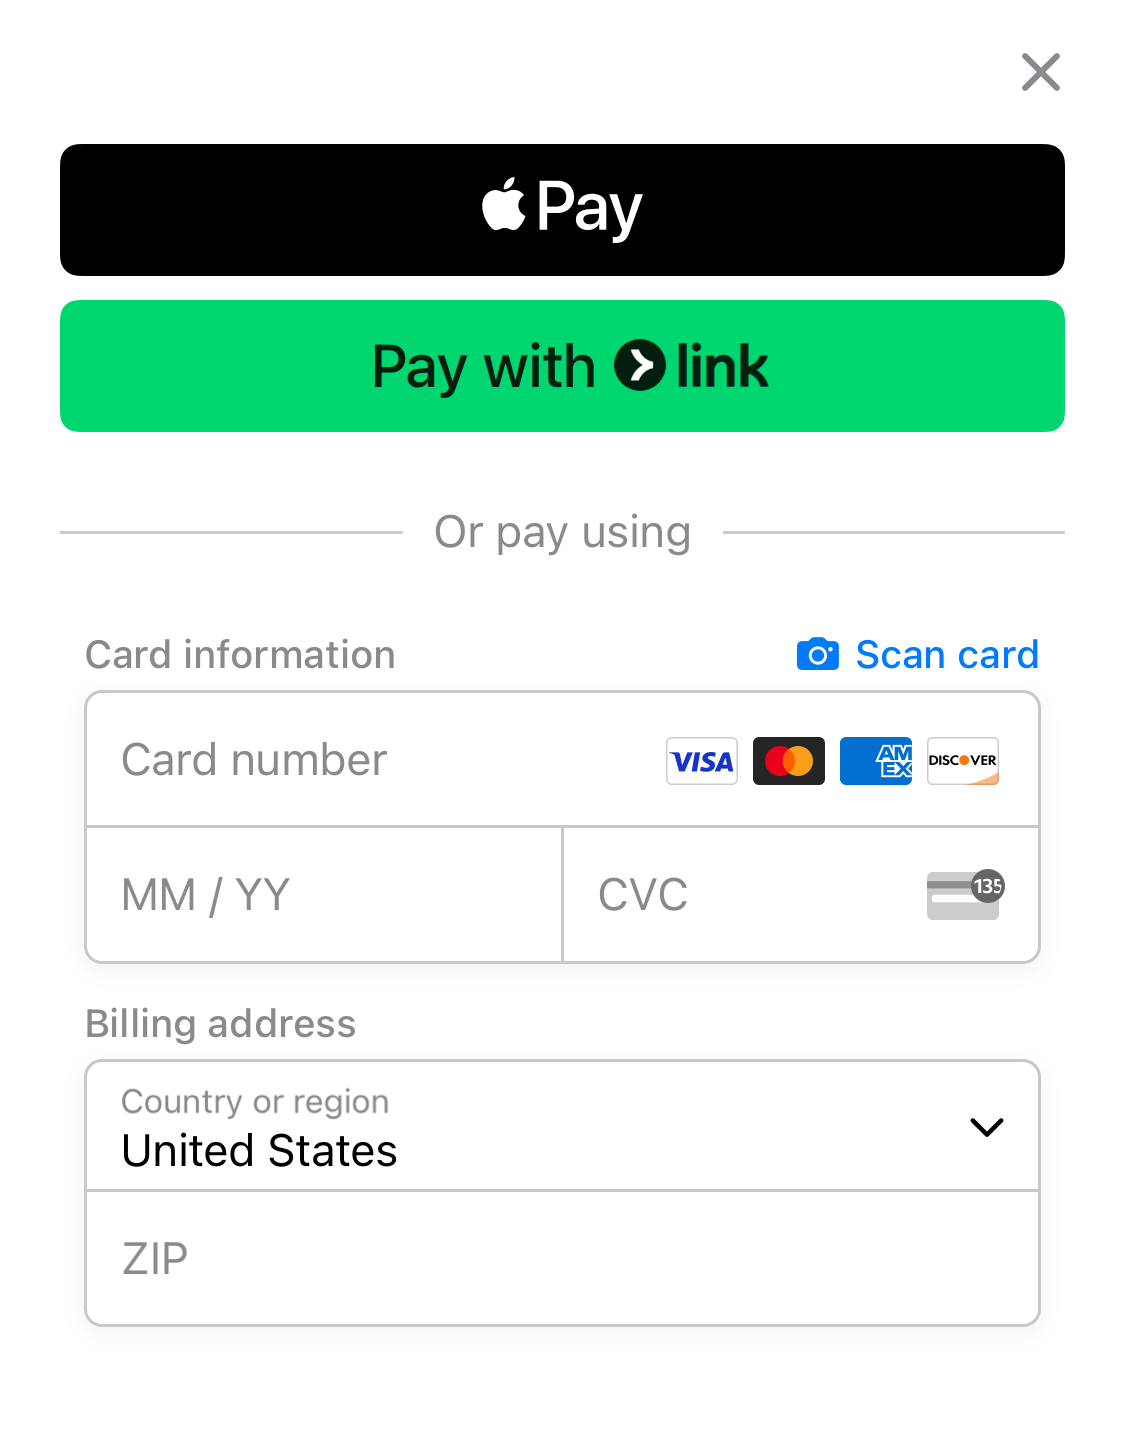 Pay
Pay with link
Or pay using
Card information
Scan card
Card number
VISA
AM
EX
DISCOVER
MM / YY
CVC
135
Billing address
Country or region
United States
ZIP